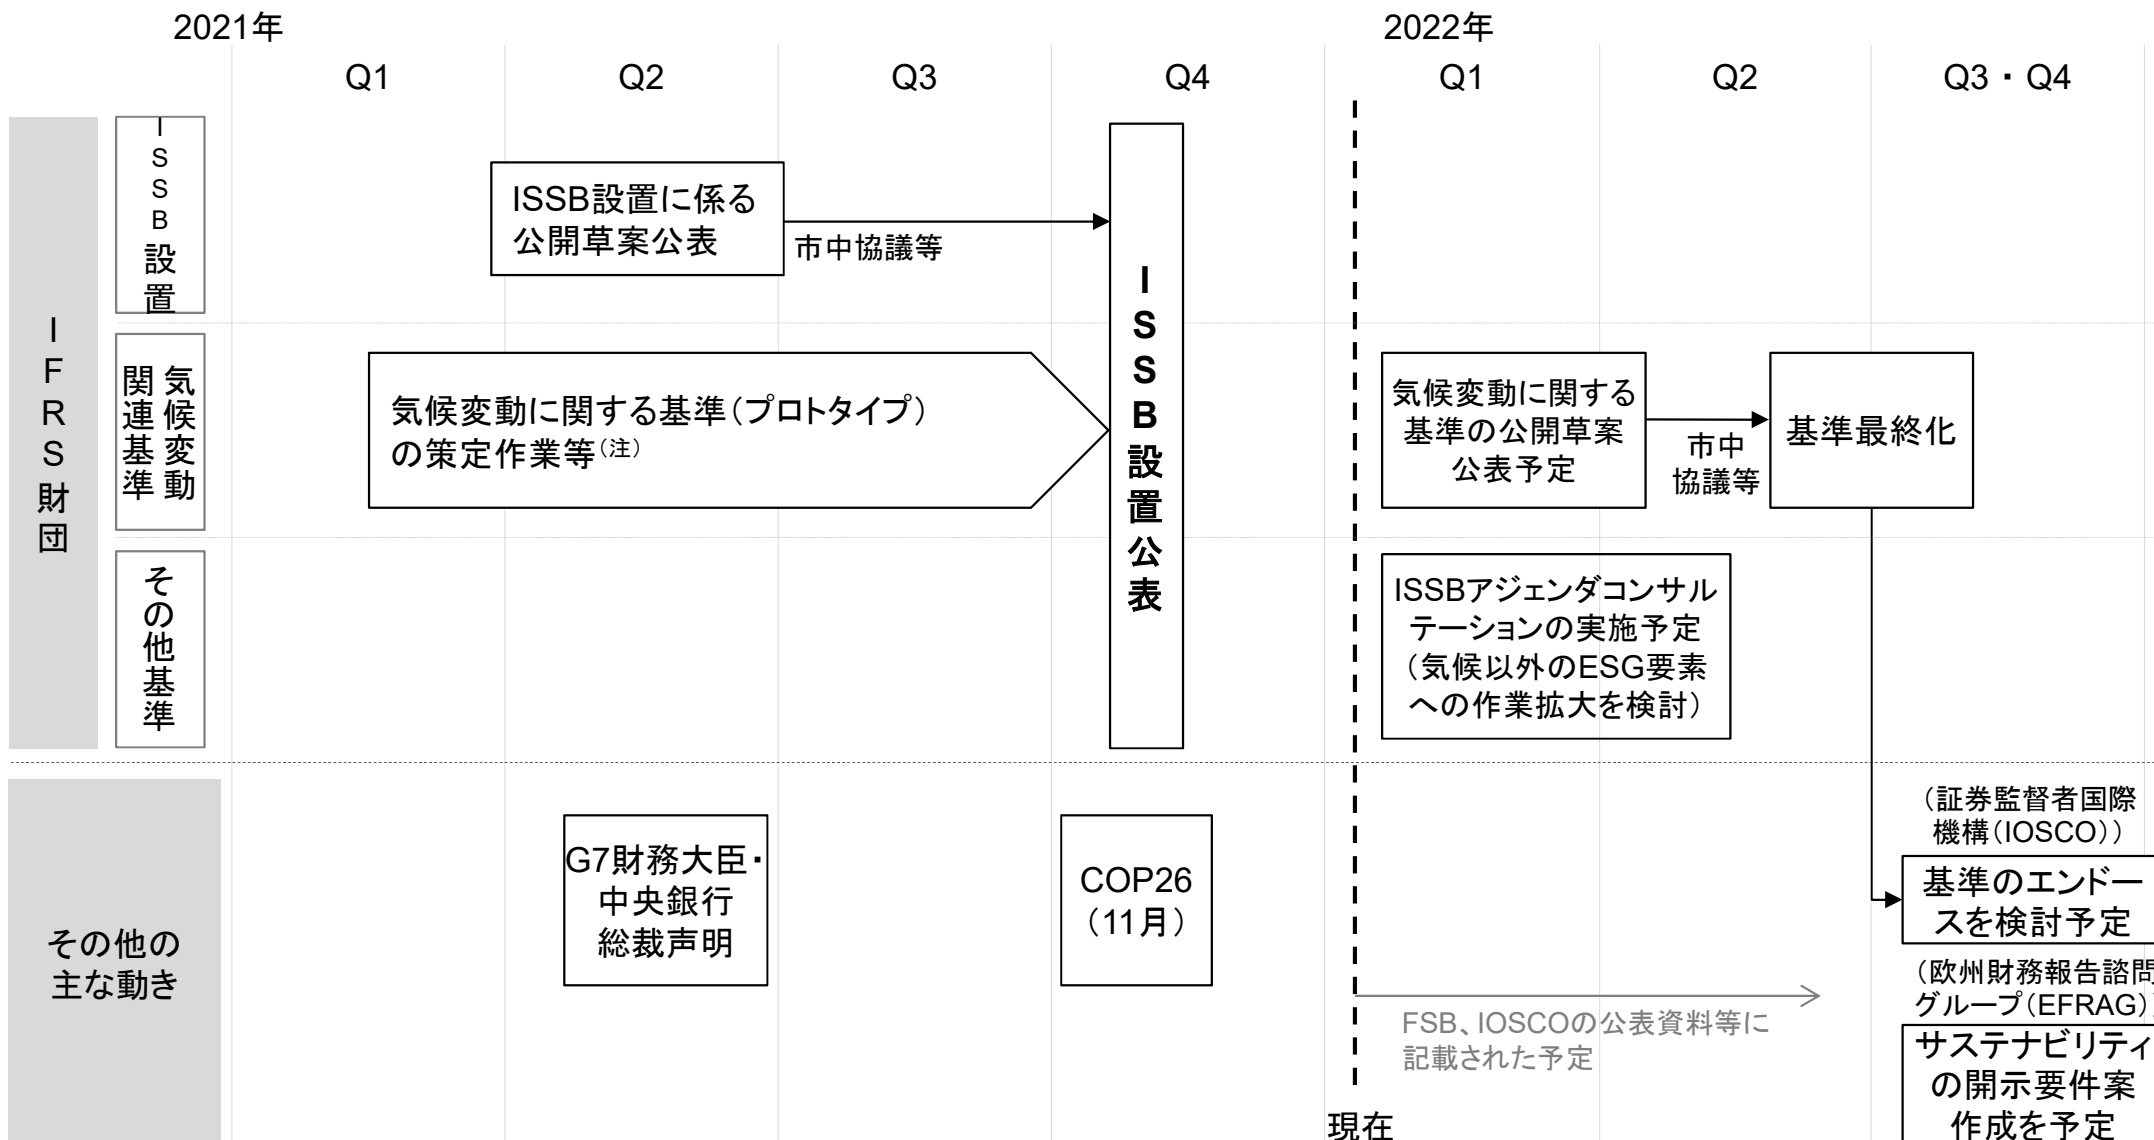 2021年
2022年
Q1
Q2
Q3
Q4
Q1
Q2
Q3・Q4
IFRS財団
ISSB設置
ISSB設置に係る
公開草案公表
市中協議等
ISSB設置公表
気候変動
関連基準
気候変動に関する基準（プロトタイプ）
の策定作業等（注）
気候変動に関する
基準の公開草案
公表予定
市中
協議等
基準最終化
その他基準
ISSBアジェンダコンサル
テーションの実施予定
（気候以外のESG要素
への作業拡大を検討）
その他の
主な動き
G7財務大臣・
中央銀行
総裁声明
COP26
（11月）
（証券監督者国際
機構（IOSCO））
基準のエンドー
スを検討予定
（欧州財務報告諮問
グループ（EFRAG））
サステナビリティ
の開示要件案
作成を予定
FSB、IOSCOの公表資料等に
記載された予定
現在